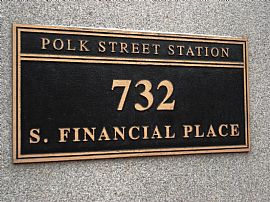 POLK STREET STATION
732
S. FINANCIAL PLACE